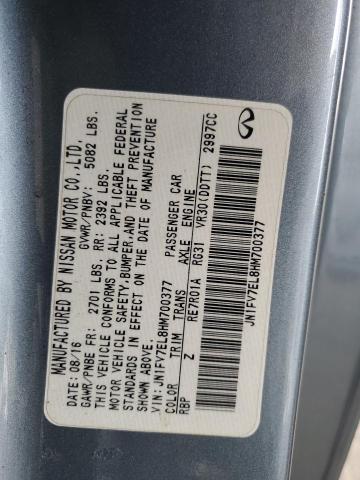 MANUFACTURED BY NISSAN MOTOR CO.,LTD.
DATE: 08/16 GVWR/PNBV: 5082 LBS.
GAWR/PNBE FR: 2701 LBS. RR: 2392 LBS.
THIS VEHICLE CONFORMS TO ALL APPLICABLE FEDERAL
MOTOR VEHICLE SAFETY,BUMPER,AND THEFT PREVENTION
STANDARDS IN EFFECT ON THE DATE OF MANUFACTURE
SHOWN ABOVE.
VIN: JN1FV7EL8HM700377 PASSENGER CAR
COLOR TRIM TRANS AXLE ENGINE
RBP Z RE7R01A RG31 VR30(DDTT) 2997CC
JN1FV7EL8HM700377